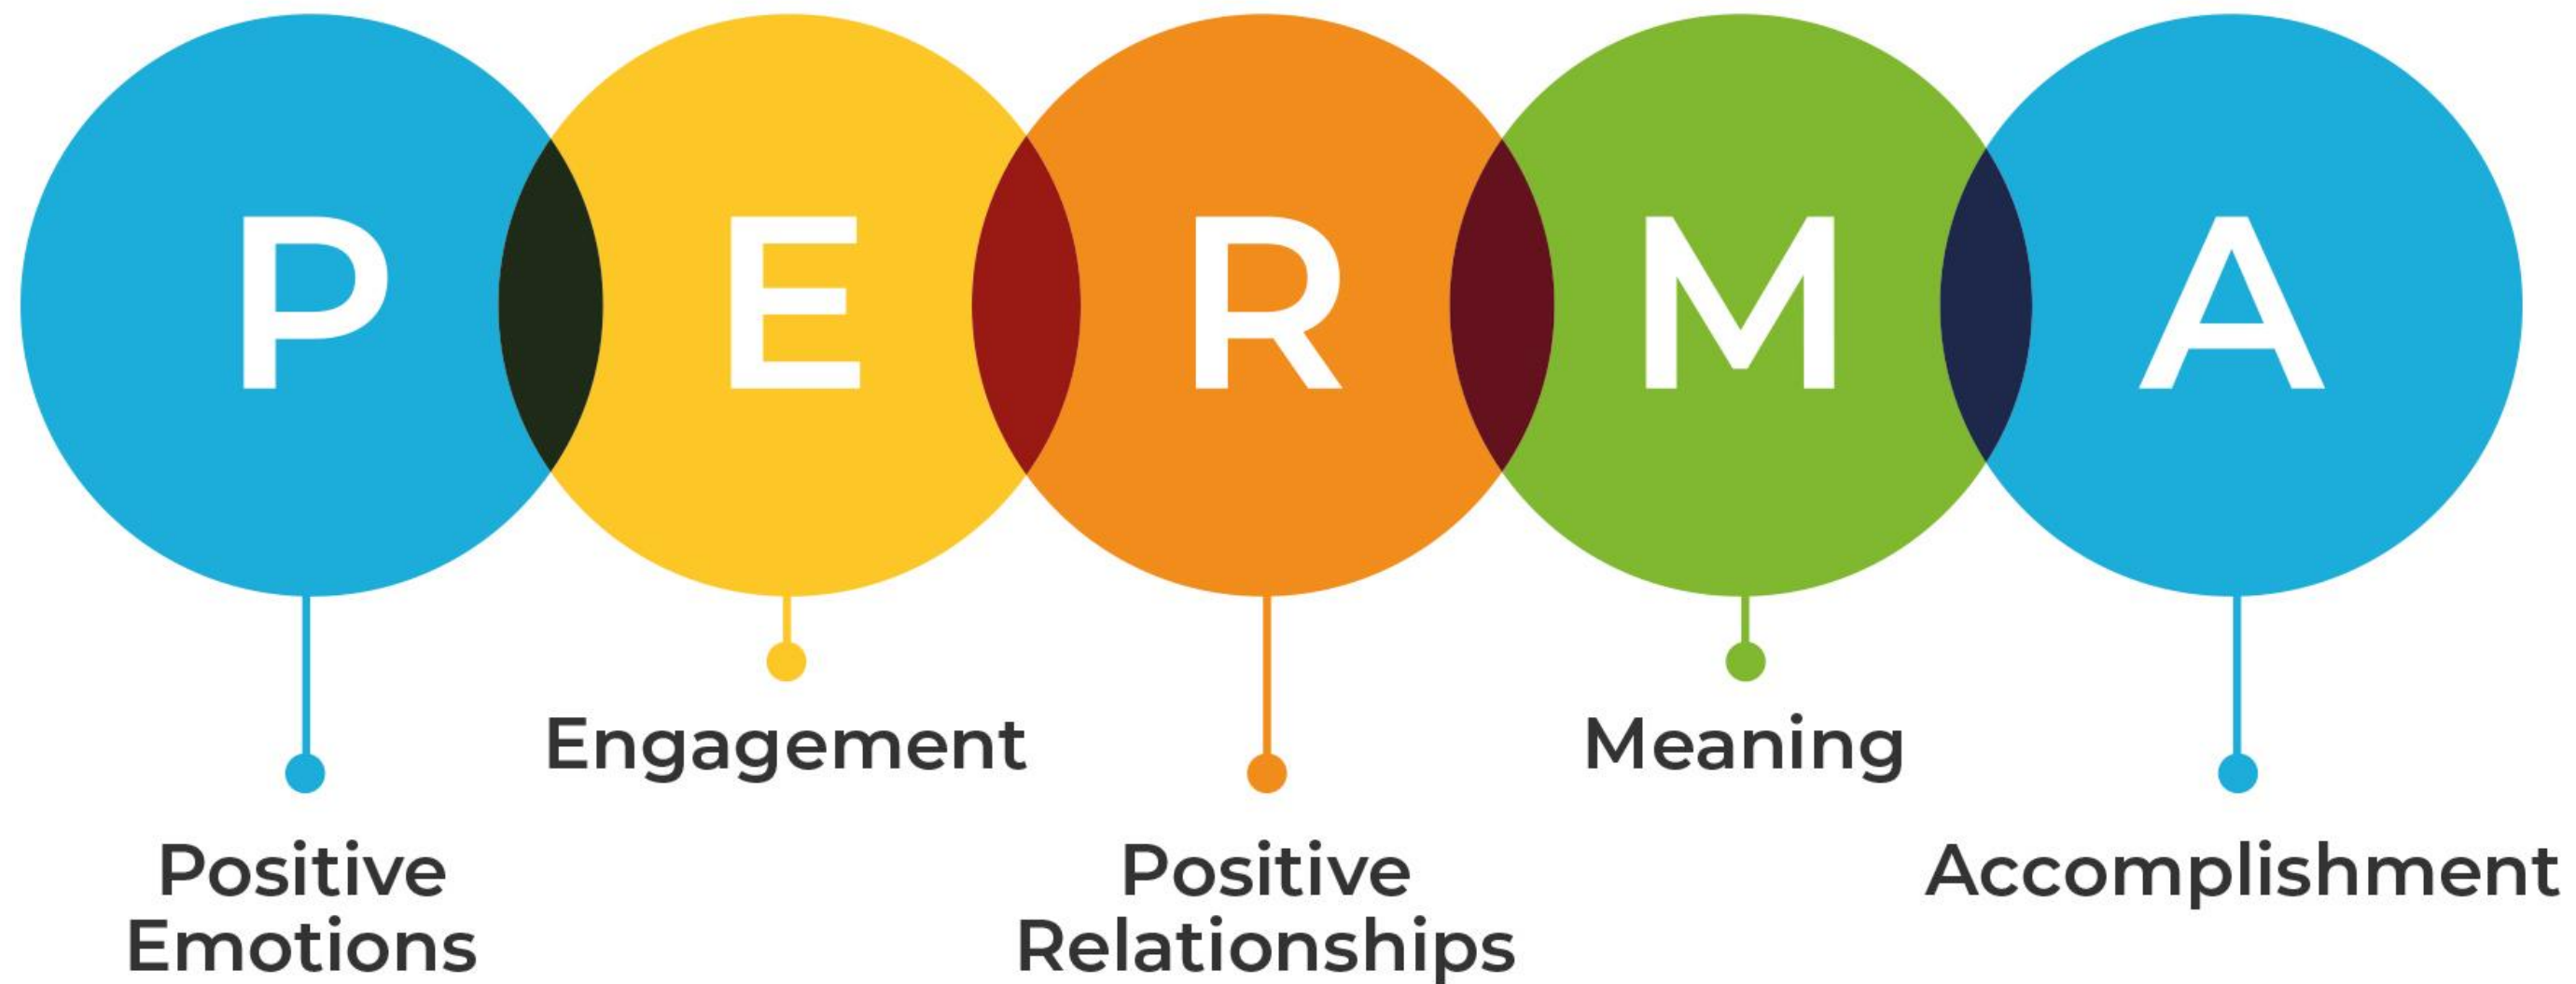 P E R M A
Engagement
Meaning
Positive
Emotions
Positive
Relationships
Accomplishment